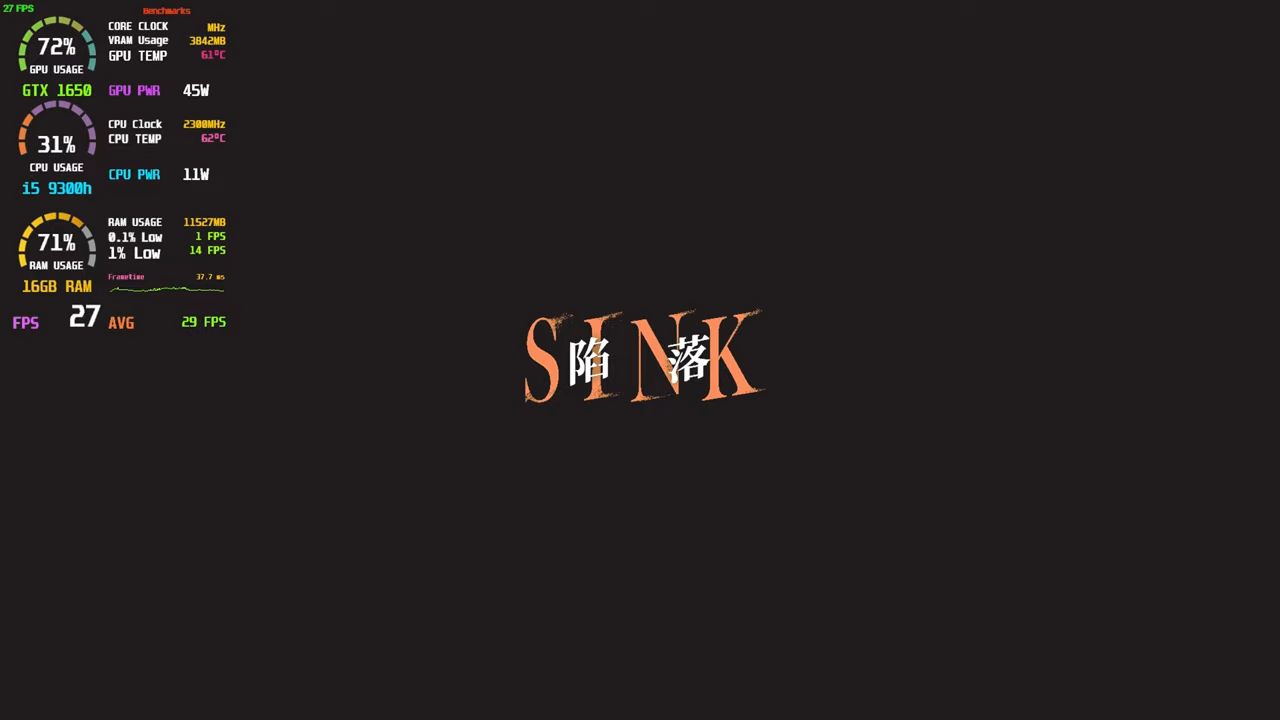 27 FPS
Benchmarks
72%
GPU USAGE
GTX 1650
CORE CLOCK MHz
VRAM Usage 3842MB
GPU TEMP 61°C
GPU PWR 45W
31%
CPU USAGE
i5 9300h
CPU Clock 2300MHz
CPU TEMP 62°C
CPU PWR 11W
71%
RAM USAGE
16GB RAM
RAM USAGE 11527MB
0.1% Low 1 FPS
1% Low 14 FPS
Frametime 37.7 ms
FPS 27 AVG 29 FPS
SINK
陷落